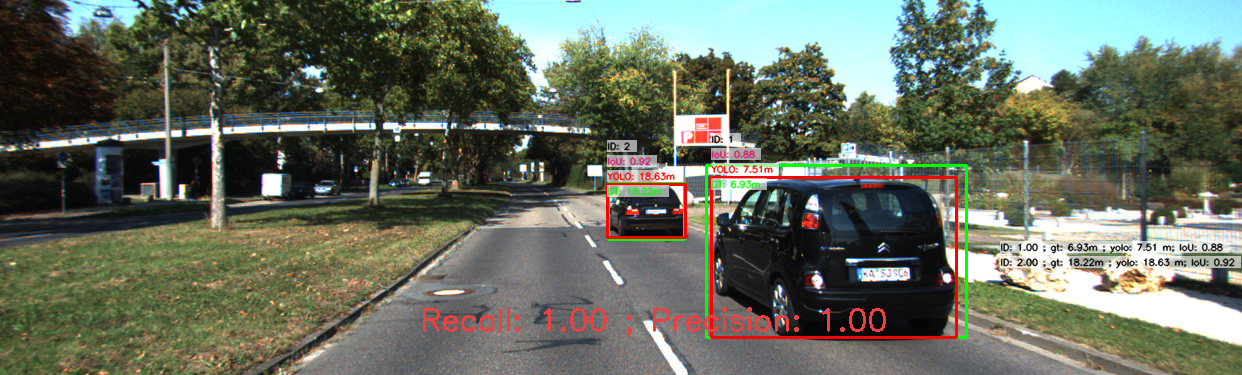 ID: 2
IoU: 0.92
YOLO: 18.63m
GT: 18.22m
ID: 1
IoU: 0.88
YOLO: 7.51m
GT: 6.93m
P
ID: 1.00 ; gt: 6.93m ; yolo: 7.51 m; IoU: 0.88
ID: 2.00 ; gt: 18.22m ; yolo: 18.63 m; IoU: 0.92
Recall: 1.00 ; Precision: 1.00